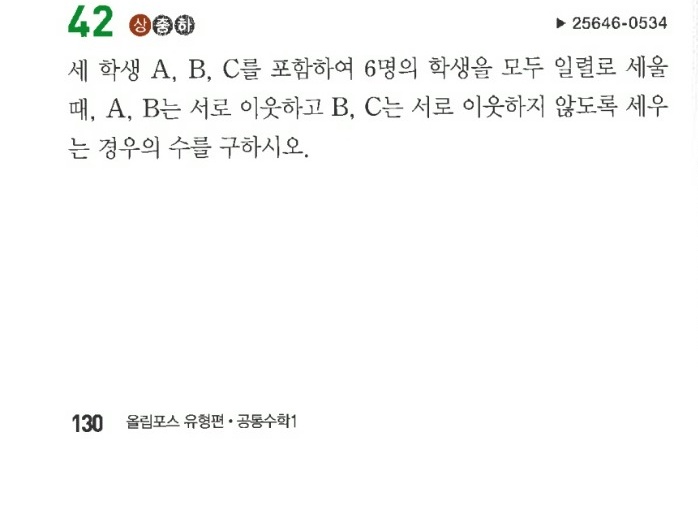 42 상중하 ▶ 25646-0534
세 학생 A, B, C를 포함하여 6명의 학생을 모두 일렬로 세울
때, A, B는 서로 이웃하고 B, C는 서로 이웃하지 않도록 세우
는 경우의 수를 구하시오.
130 올림포스 유형편 • 공통수학1